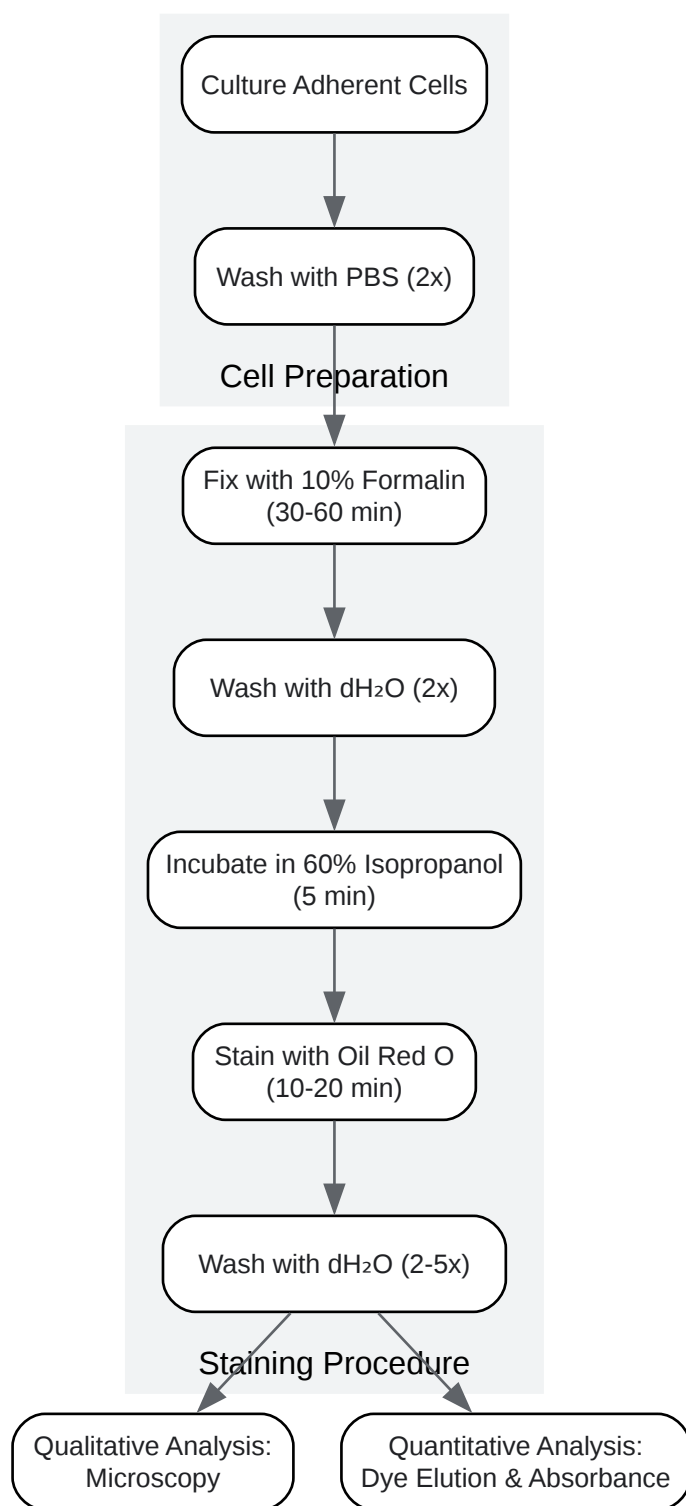 Culture Adherent Cells
Wash with PBS (2x)
Cell Preparation
Fix with 10% Formalin
(30-60 min)
Wash with dH₂O (2x)
Incubate in 60% Isopropanol
(5 min)
Stain with Oil Red O
(10-20 min)
Wash with dH₂O (2-5x)
Staining Procedure
Qualitative Analysis:
Microscopy
Quantitative Analysis:
Dye Elution & Absorbance